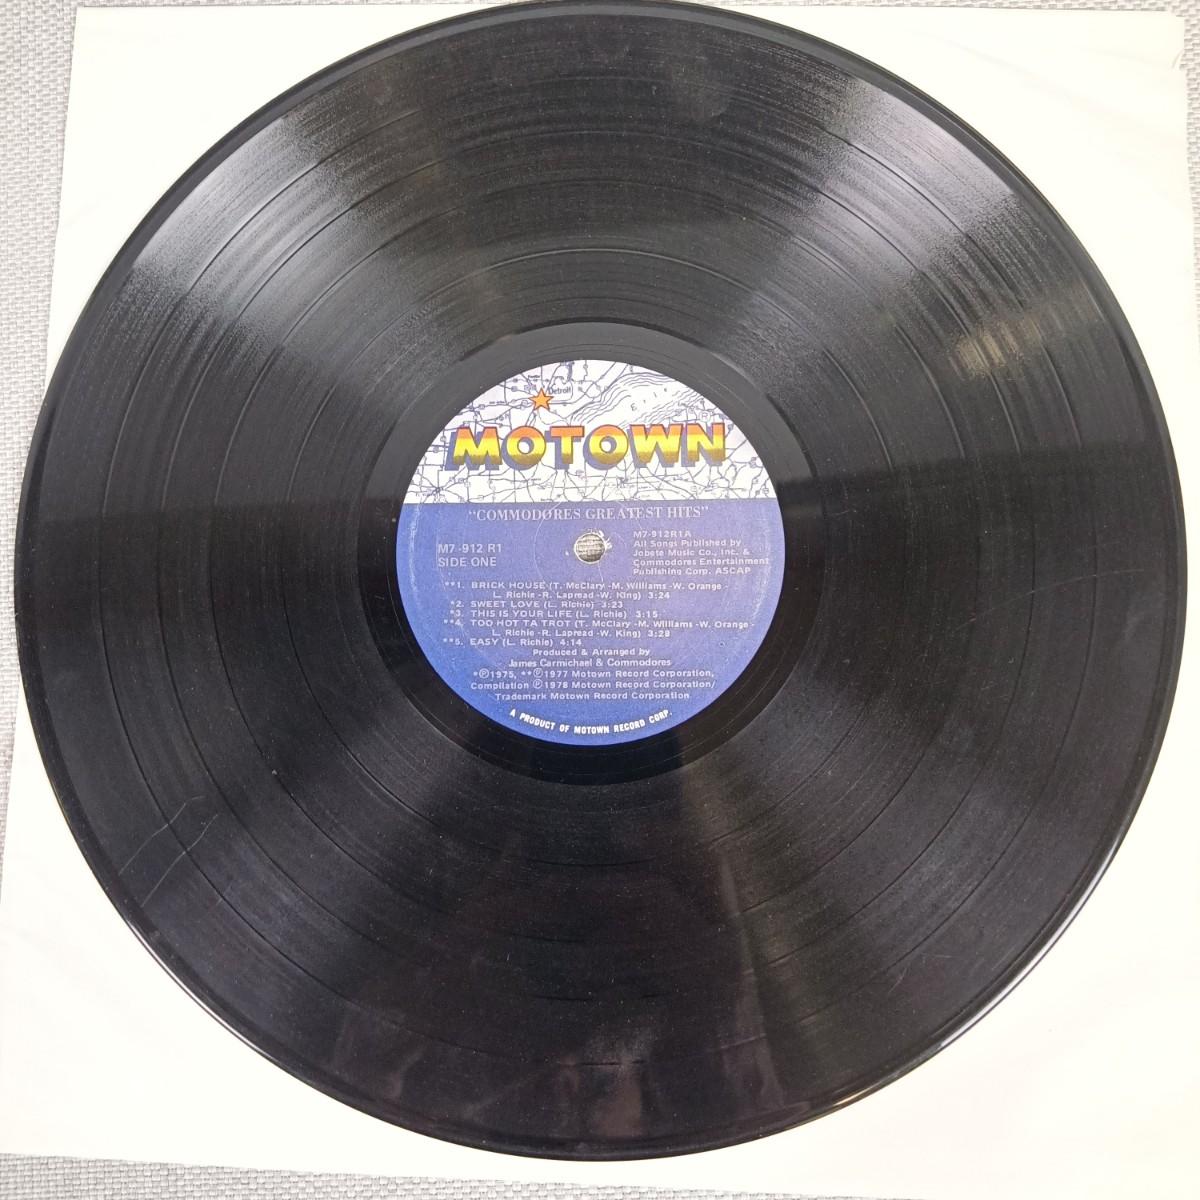 Detroit
Erie
MOTOWN
"COMMODORES GREATEST HITS"
M7-912 R1
SIDE ONE
M7-912R1A
All Songs Published by
Jobete Music Co., Inc. &
Commodores Entertainment
Publishing Corp. ASCAP
**1. BRICK HOUSE (T. McClary -M. Williams -W. Orange -
L. Richie -R. Lapread -W. King) 3:24
*2. SWEET LOVE (L. Richie) 3:23
*3. THIS IS YOUR LIFE (L. Richie) 3:15
**4. TOO HOT TA TROT (T. McClary -M. Williams -W. Orange -
L. Richie -R. Lapread -W. King) 3:28
**5. EASY (L. Richie) 4:14
Produced & Arranged by
James Carmichael & Commodores
*Ⓟ1975, **Ⓟ1977 Motown Record Corporation,
Compilation Ⓟ1978 Motown Record Corporation/
Trademark Motown Record Corporation
A PRODUCT OF MOTOWN RECORD CORP.